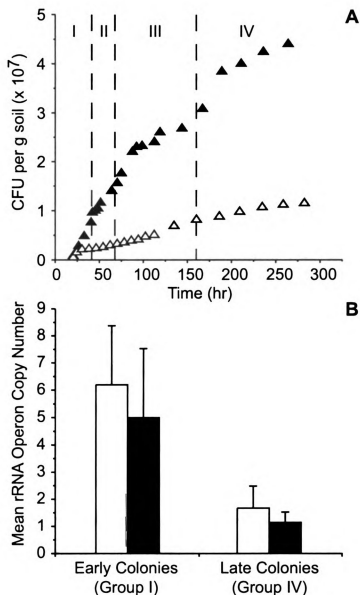 A
I II III IV
CFU per g soil (x 10⁷)
5
4
3
2
1
0
0 50 100 150 200 250 300
Time (hr)
B
Mean rRNA Operon Copy Number
9
8
7
6
5
4
3
2
1
0
Early Colonies (Group I)
Late Colonies (Group IV)